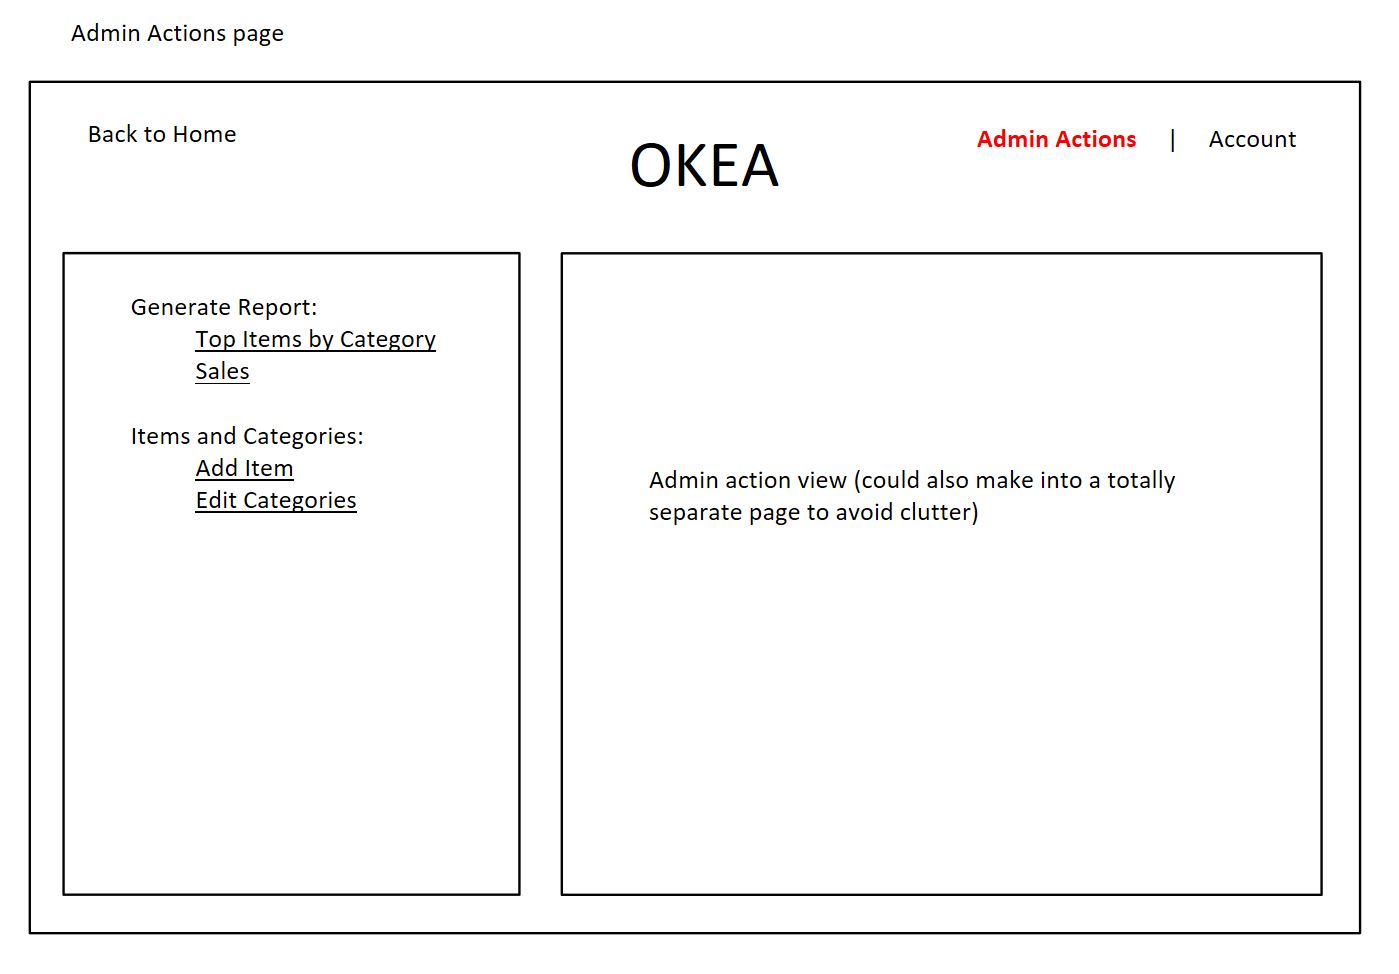 Admin Actions page
Back to Home
OKEA
Admin Actions | Account
Generate Report:
Top Items by Category
Sales
Items and Categories:
Add Item
Edit Categories
Admin action view (could also make into a totally
separate page to avoid clutter)